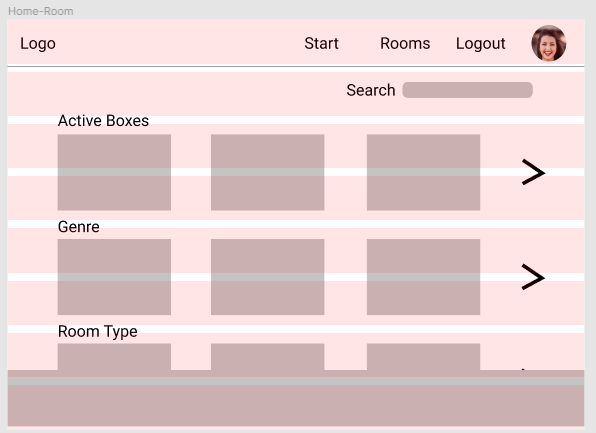 Home-Room
Logo Start Rooms Logout
Search
Active Boxes
Genre
Room Type